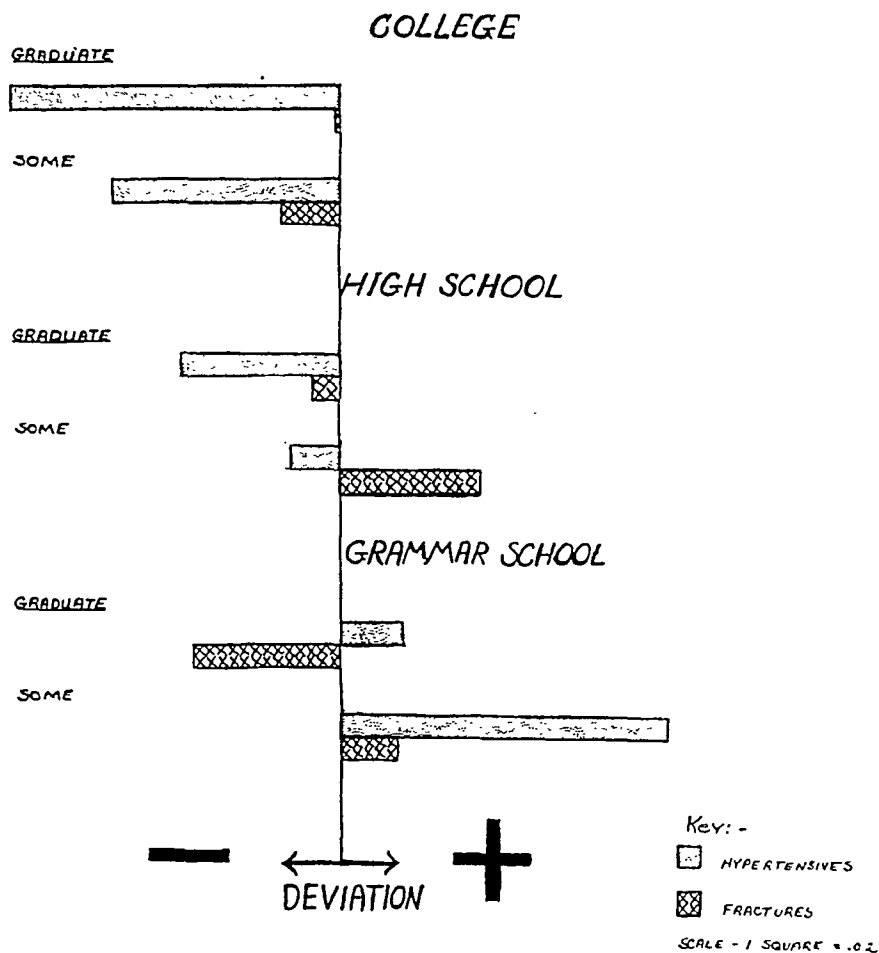 COLLEGE
GRADUATE
SOME
HIGH SCHOOL
GRADUATE
SOME
GRAMMAR SCHOOL
GRADUATE
SOME
− +
DEVIATION
KEY: -
HYPERTENSIVES
FRACTURES
SCALE - 1 SQUARE = .02